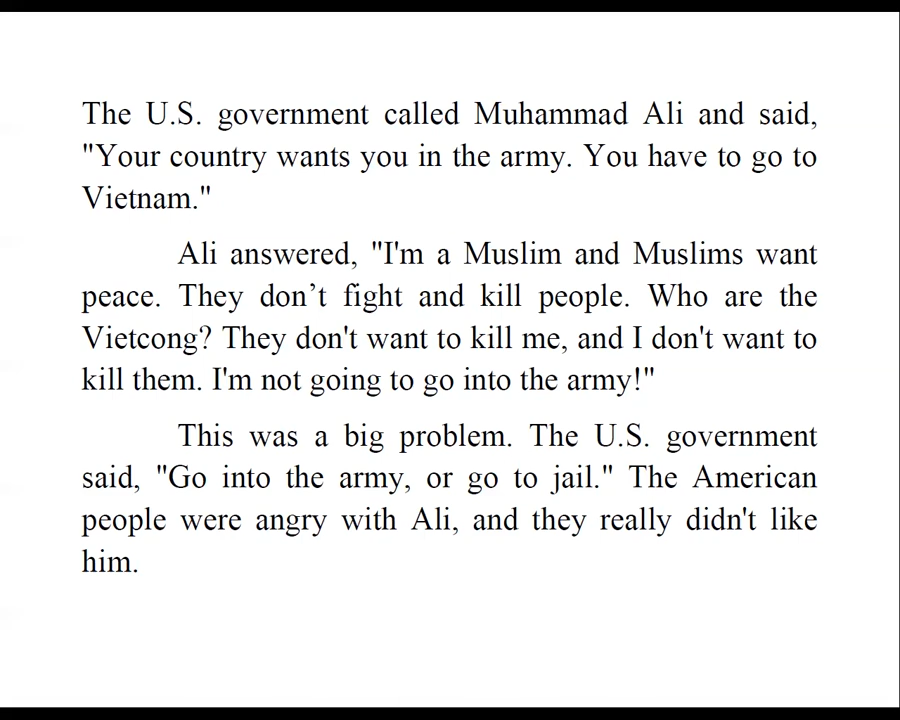 The U.S. government called Muhammad Ali and said,
"Your country wants you in the army. You have to go to
Vietnam."
Ali answered, "I'm a Muslim and Muslims want
peace. They don’t fight and kill people. Who are the
Vietcong? They don't want to kill me, and I don't want to
kill them. I'm not going to go into the army!"
This was a big problem. The U.S. government
said, "Go into the army, or go to jail." The American
people were angry with Ali, and they really didn't like
him.